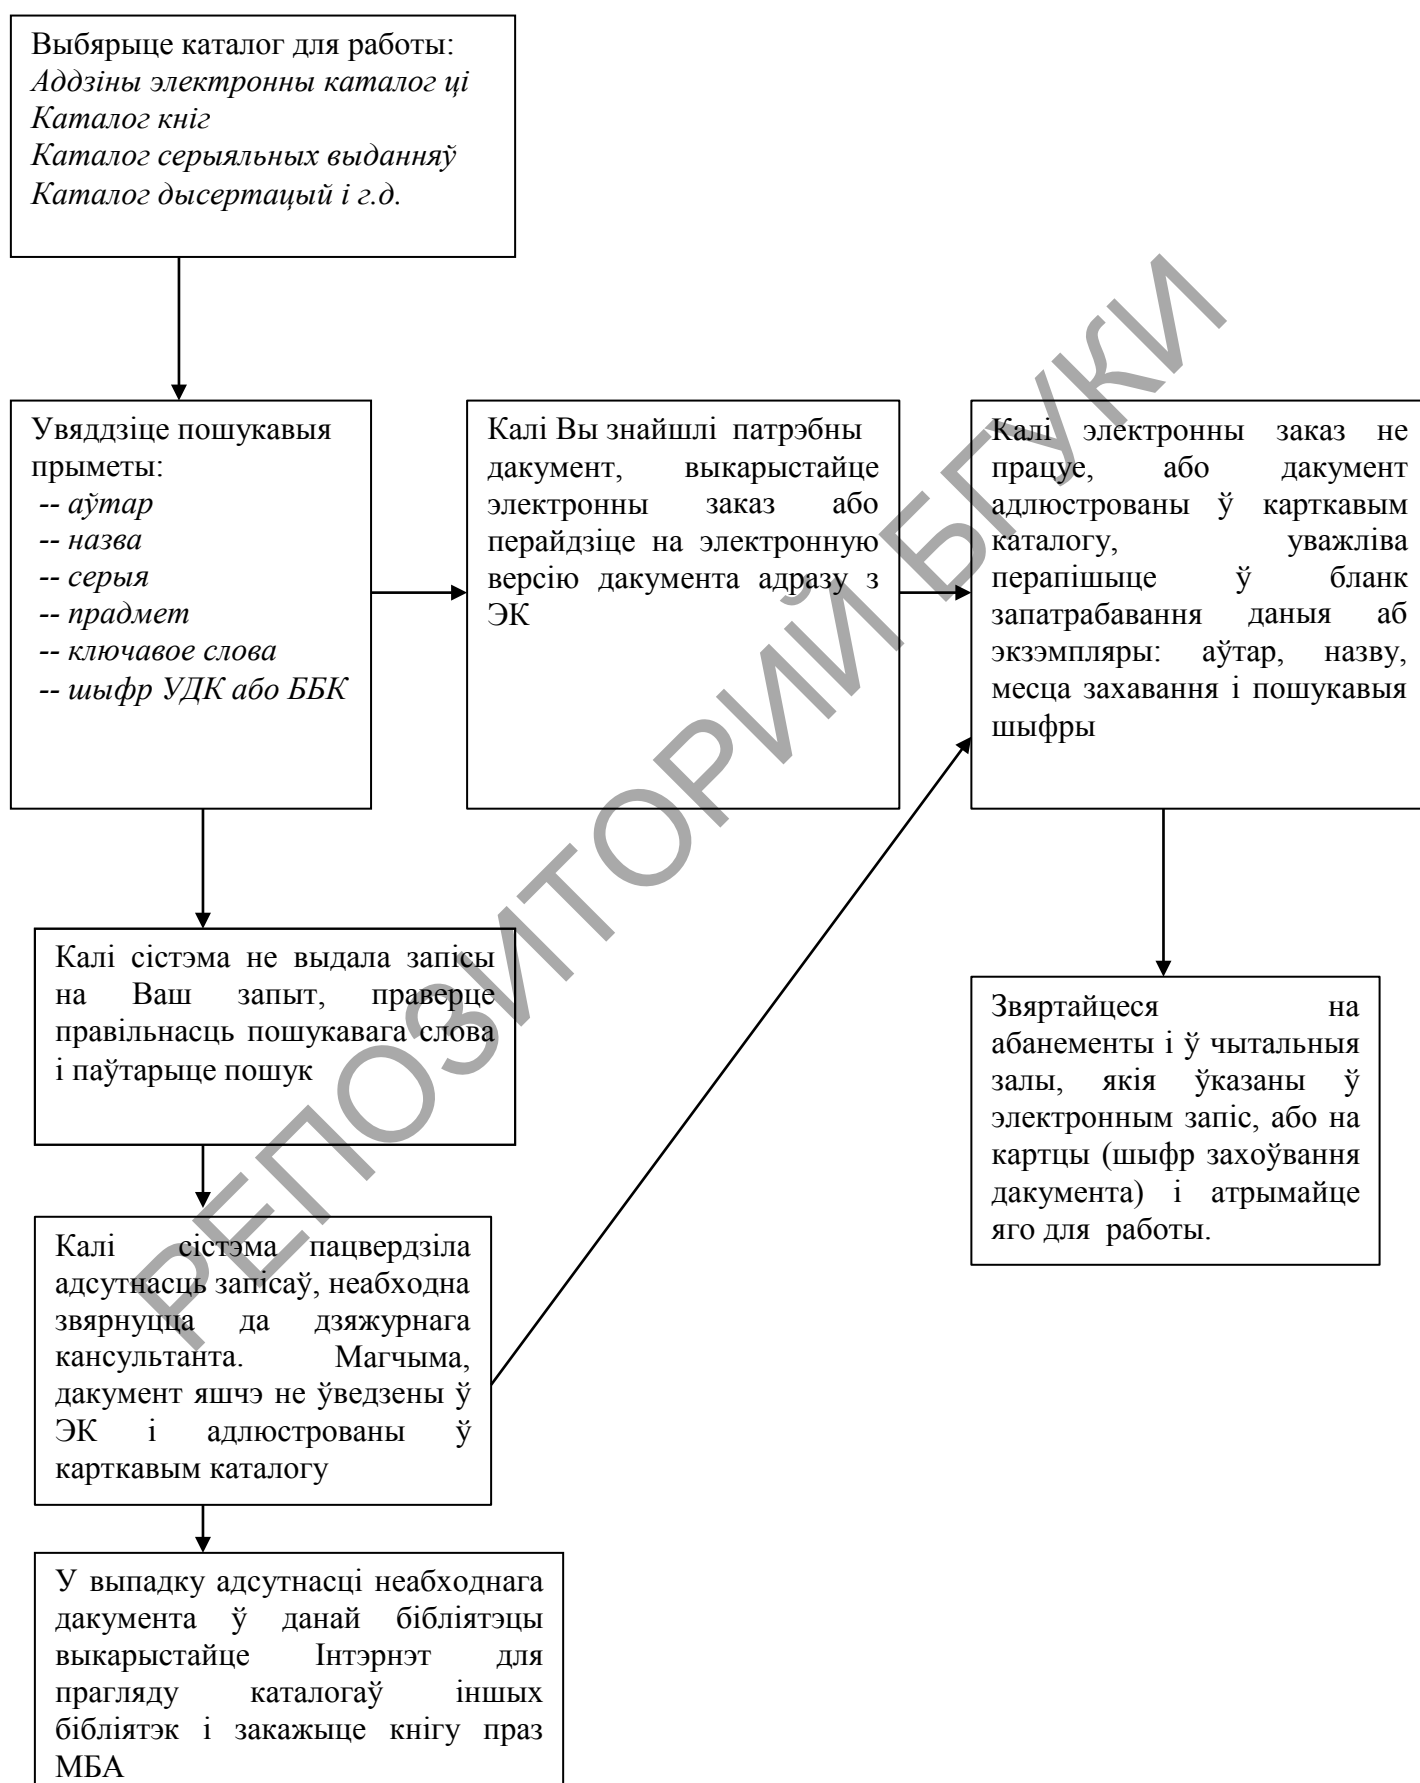 Выбярыце каталог для работы:
Аддзіны электронны каталог ці
Каталог кніг
Каталог серыяльных выданняў
Каталог дысертацый і г.д.
Увяддзіце пошукавыя
прыметы:
-- аўтар
-- назва
-- серыя
-- прадмет
-- ключавое слова
-- шыфр УДК або ББК
Калі Вы знайшлі патрэбны
дакумент, выкарыстайце
электронны заказ або
перайдзіце на электронную
версію дакумента адразу з
ЭК
Калі электронны заказ не
працуе, або дакумент
адлюстрованы ў карткавым
каталогу, уважліва
перапішыце ў бланк
запатрабавання даныя аб
экзэмпляры: аўтар, назву,
месца захавання і пошукавыя
шыфры
Калі сістэма не выдала запісы
на Ваш запыт, праверце
правільнасць пошукавага слова
і паўтарыце пошук
Звяртайцеся на
абанементы і ў чытальныя
залы, якія ўказаны ў
электронным запіс, або на
картцы (шыфр захоўвання
дакумента) і атрымайце
яго для работы.
Калі сістэма пацвердзіла
адсутнасць запісаў, неабходна
звярнуцца да дзяжурнага
кансультанта. Магчыма,
дакумент яшчэ не ўведзены ў
ЭК і адлюстрованы ў
карткавым каталогу
У выпадку адсутнасці неабходнага
дакумента ў данай бібліятэцы
выкарыстайце Інтэрнэт для
прагляду каталогаў іншых
бібліятэк і закажыце кнігу праз
МБА
РЕПОЗИТОРИЙ БГУКИ